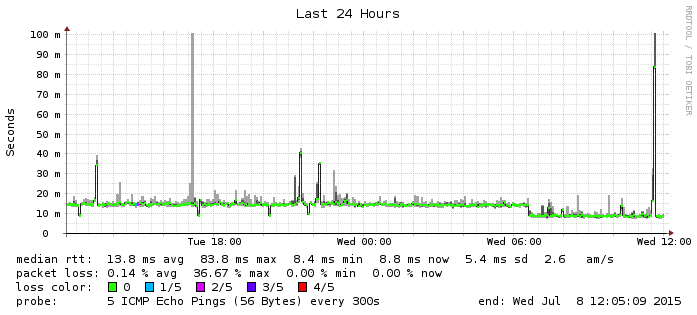 Last 24 Hours
RRDTOOL / TOBI OETIKER
Seconds
100 m
90 m
80 m
70 m
60 m
50 m
40 m
30 m
20 m
10 m
0
Tue 18:00 Wed 00:00 Wed 06:00 Wed 12:00
median rtt: 13.8 ms avg 83.8 ms max 8.4 ms min 8.8 ms now 5.4 ms sd 2.6 am/s
packet loss: 0.14 % avg 36.67 % max 0.00 % min 0.00 % now
loss color: 0 1/5 2/5 3/5 4/5
probe: 5 ICMP Echo Pings (56 Bytes) every 300s end: Wed Jul 8 12:05:09 2015